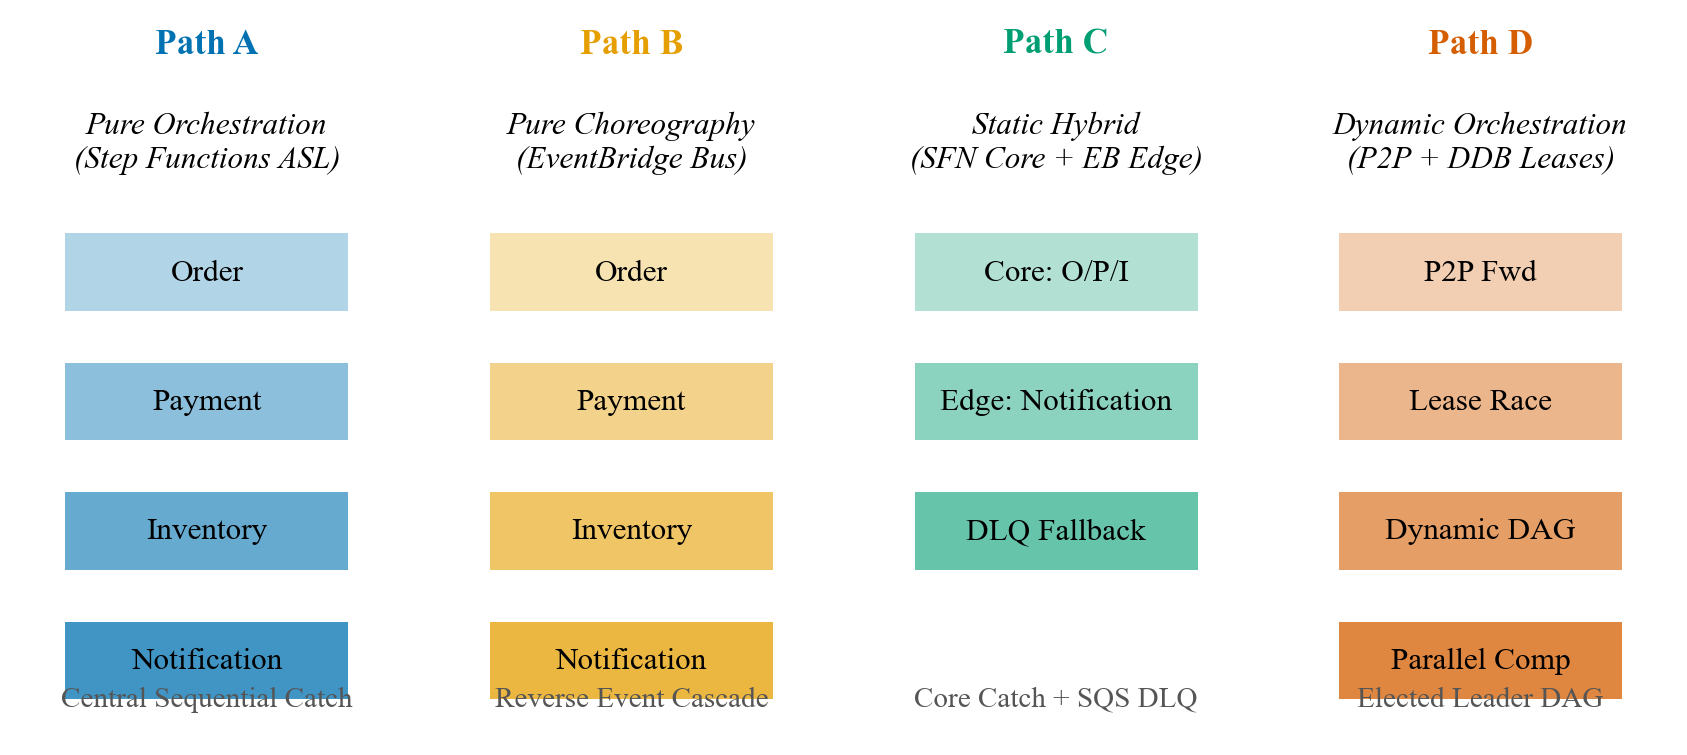 Path A
Pure Orchestration
(Step Functions ASL)
Order
Payment
Inventory
Notification
Central Sequential Catch
Path B
Pure Choreography
(EventBridge Bus)
Order
Payment
Inventory
Notification
Reverse Event Cascade
Path C
Static Hybrid
(SFN Core + EB Edge)
Core: O/P/I
Edge: Notification
DLQ Fallback
Core Catch + SQS DLQ
Path D
Dynamic Orchestration
(P2P + DDB Leases)
P2P Fwd
Lease Race
Dynamic DAG
Parallel Comp
Elected Leader DAG